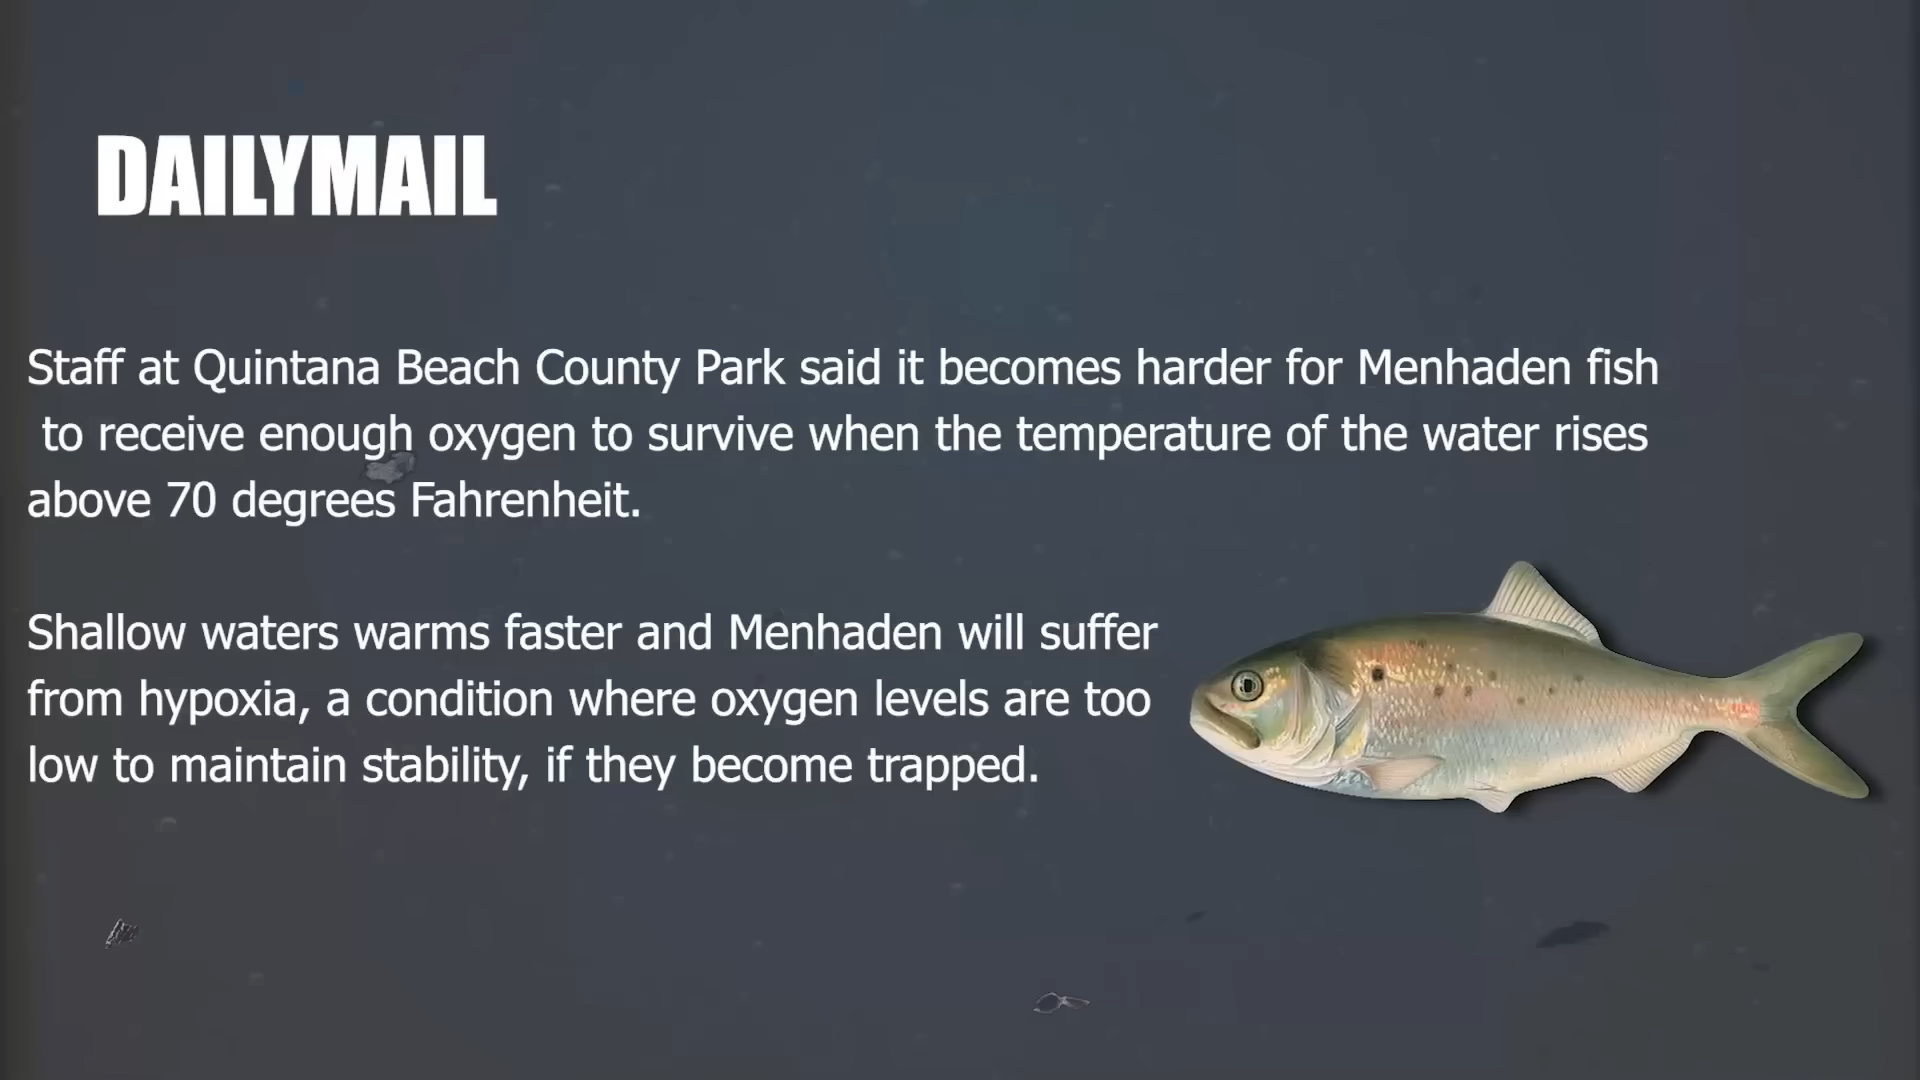 DAILYMAIL
Staff at Quintana Beach County Park said it becomes harder for Menhaden fish
to receive enough oxygen to survive when the temperature of the water rises
above 70 degrees Fahrenheit.
Shallow waters warms faster and Menhaden will suffer
from hypoxia, a condition where oxygen levels are too
low to maintain stability, if they become trapped.